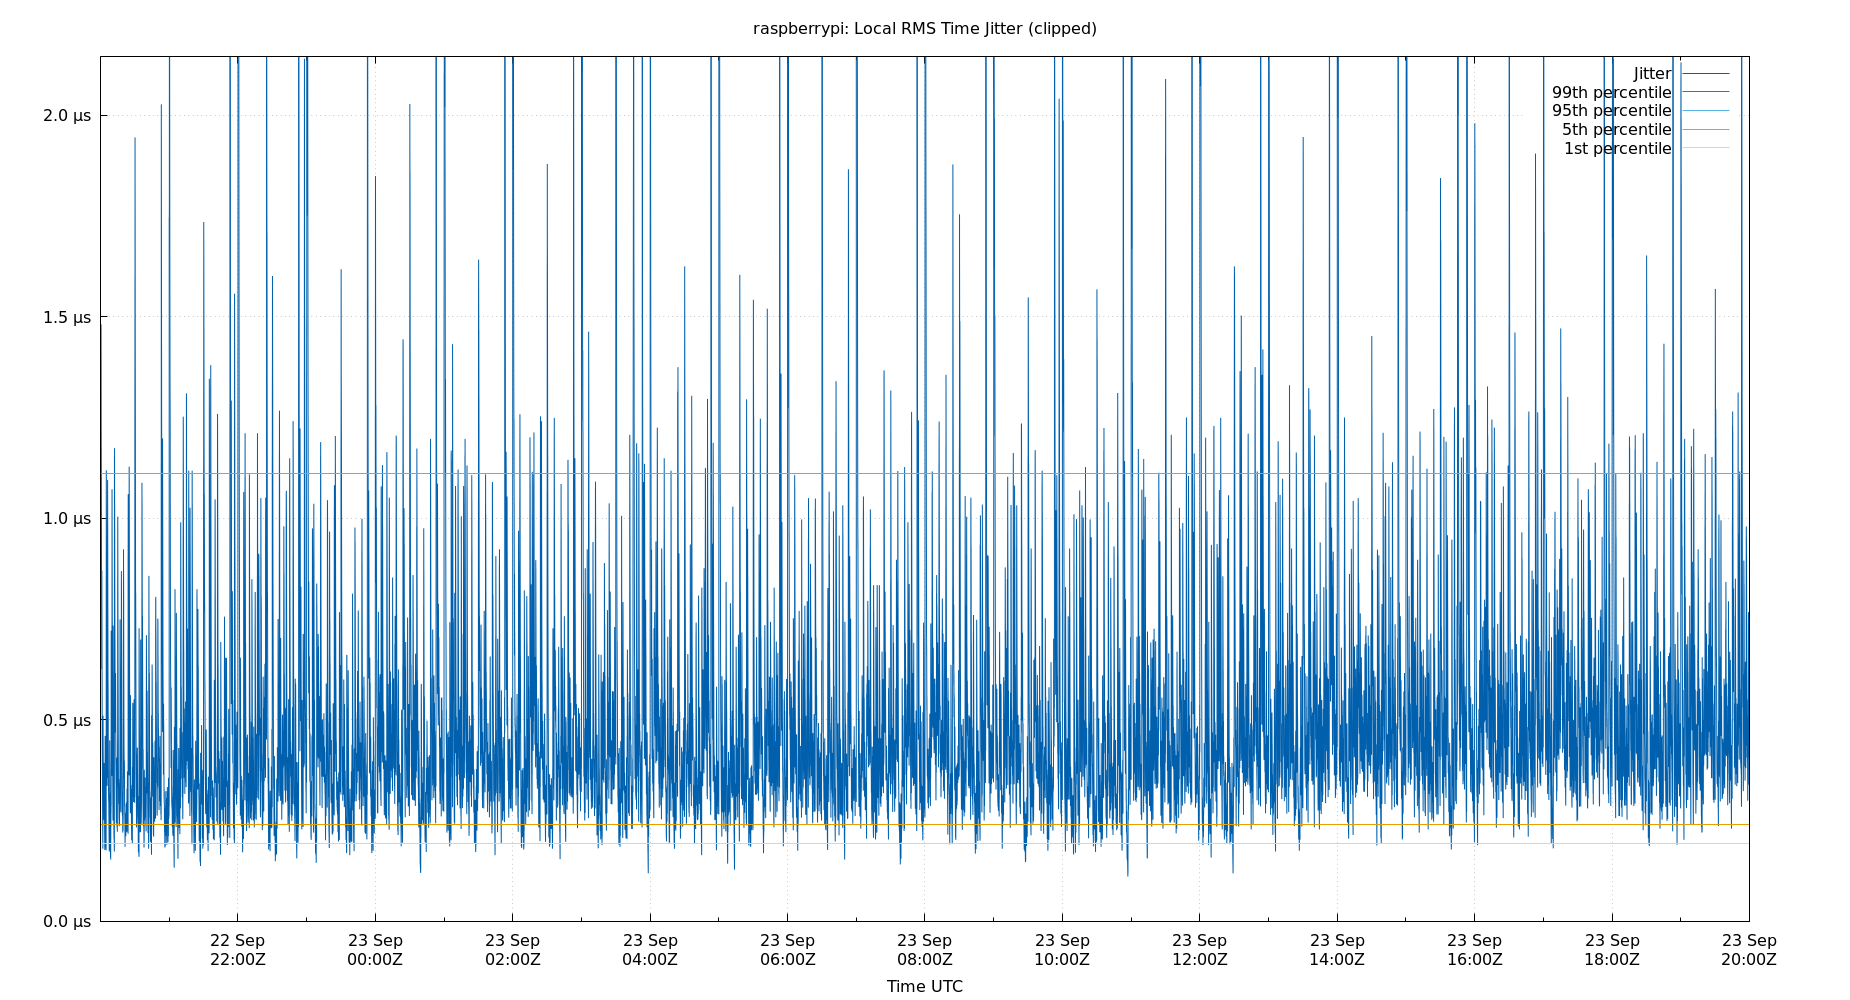 raspberrypi: Local RMS Time Jitter (clipped)
Jitter
99th percentile
95th percentile
5th percentile
1st percentile
2.0 µs
1.5 µs
1.0 µs
0.5 µs
0.0 µs
22 Sep 23 Sep 23 Sep 23 Sep 23 Sep 23 Sep 23 Sep 23 Sep 23 Sep 23 Sep 23 Sep 23 Sep
22:00Z 00:00Z 02:00Z 04:00Z 06:00Z 08:00Z 10:00Z 12:00Z 14:00Z 16:00Z 18:00Z 20:00Z
Time UTC